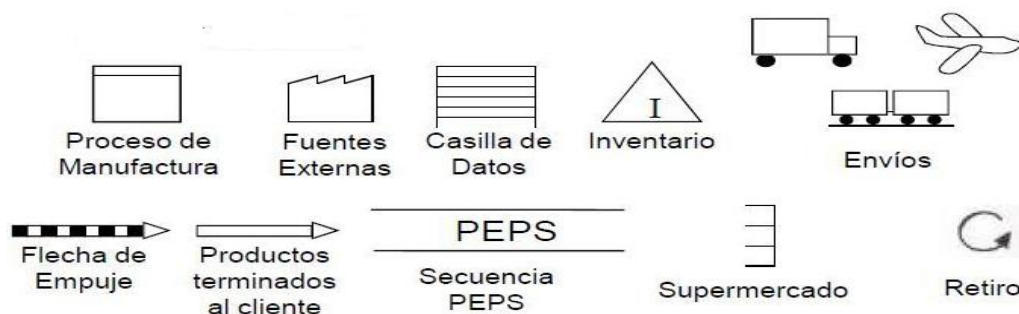 Proceso de
Manufactura
Fuentes
Externas
Casilla de
Datos
I
Inventario
Envíos
Flecha de
Empuje
Productos
terminados
al cliente
PEPS
Secuencia
PEPS
Supermercado
Retiro